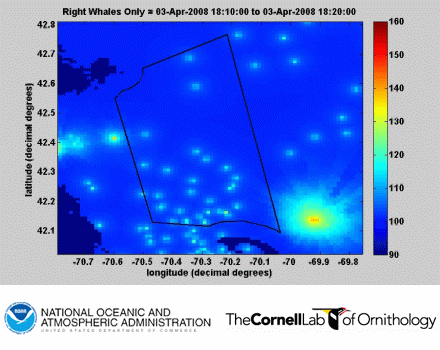 Right Whales Only = 03-Apr-2008 18:10:00 to 03-Apr-2008 18:20:00
latitude (decimal degrees)
42.8
42.7
42.6
42.5
42.4
42.3
42.2
42.1
-70.7 -70.6 -70.5 -70.4 -70.3 -70.2 -70.1 -70 -69.9 -69.8
longitude (decimal degrees)
160
150
140
130
120
110
100
90
NOAA
NATIONAL OCEANIC AND
ATMOSPHERIC ADMINISTRATION
UNITED STATES DEPARTMENT OF COMMERCE
The CornellLab of Ornithology